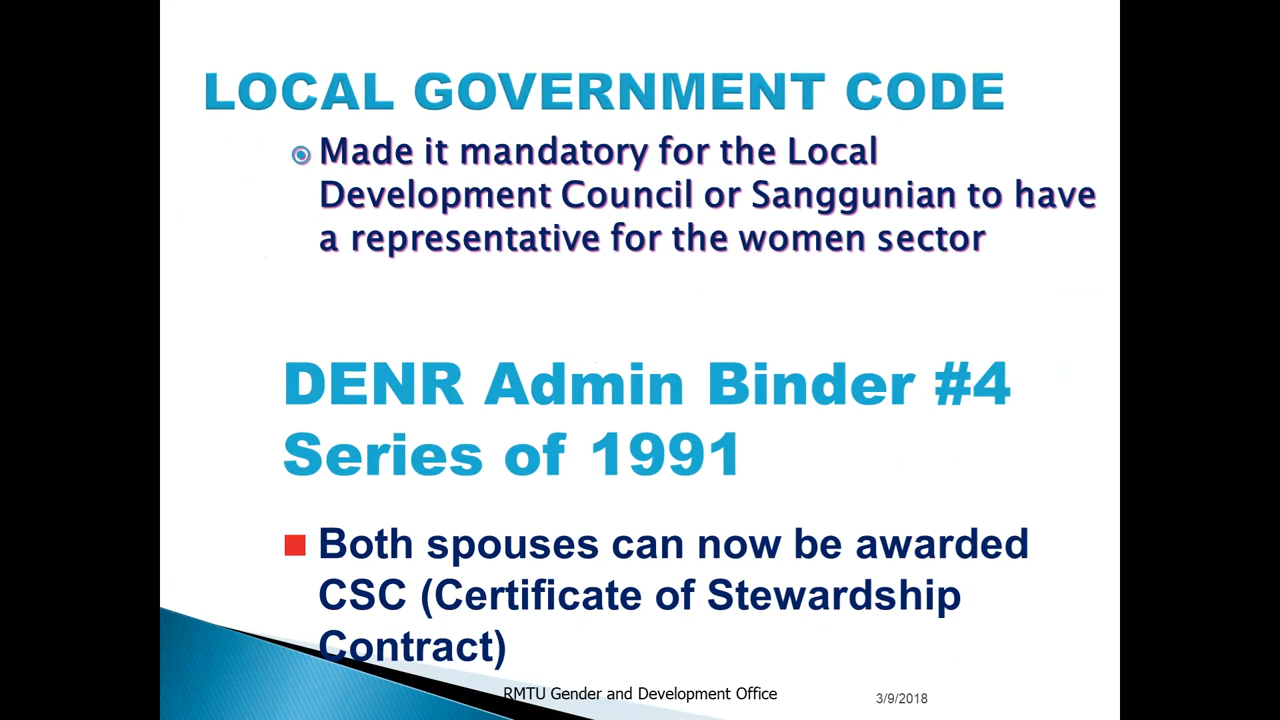 LOCAL GOVERNMENT CODE
Made it mandatory for the Local
Development Council or Sanggunian to have
a representative for the women sector
DENR Admin Binder #4
Series of 1991
Both spouses can now be awarded
CSC (Certificate of Stewardship
Contract)
RMTU Gender and Development Office
3/9/2018